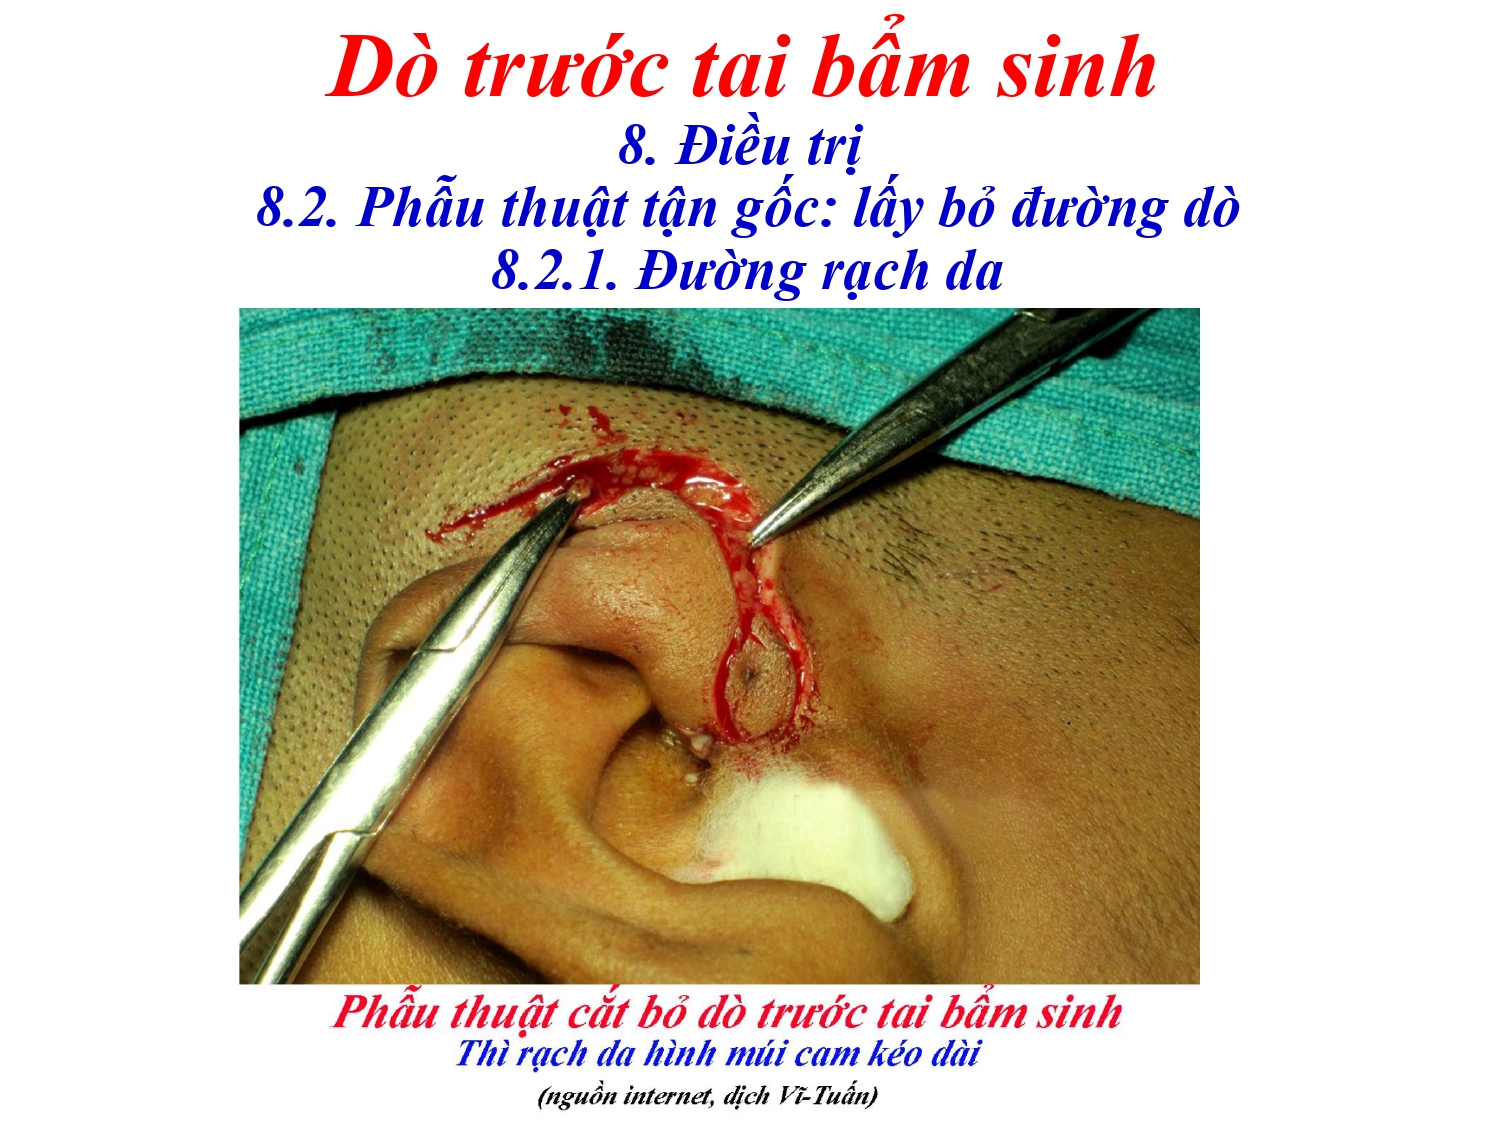 Dò trước tai bẩm sinh
8. Điều trị
8.2. Phẫu thuật tận gốc: lấy bỏ đường dò
8.2.1. Đường rạch da
Phẫu thuật cắt bỏ dò trước tai bẩm sinh
Thì rạch da hình múi cam kéo dài
(nguồn internet, dịch Vĩ-Tuấn)